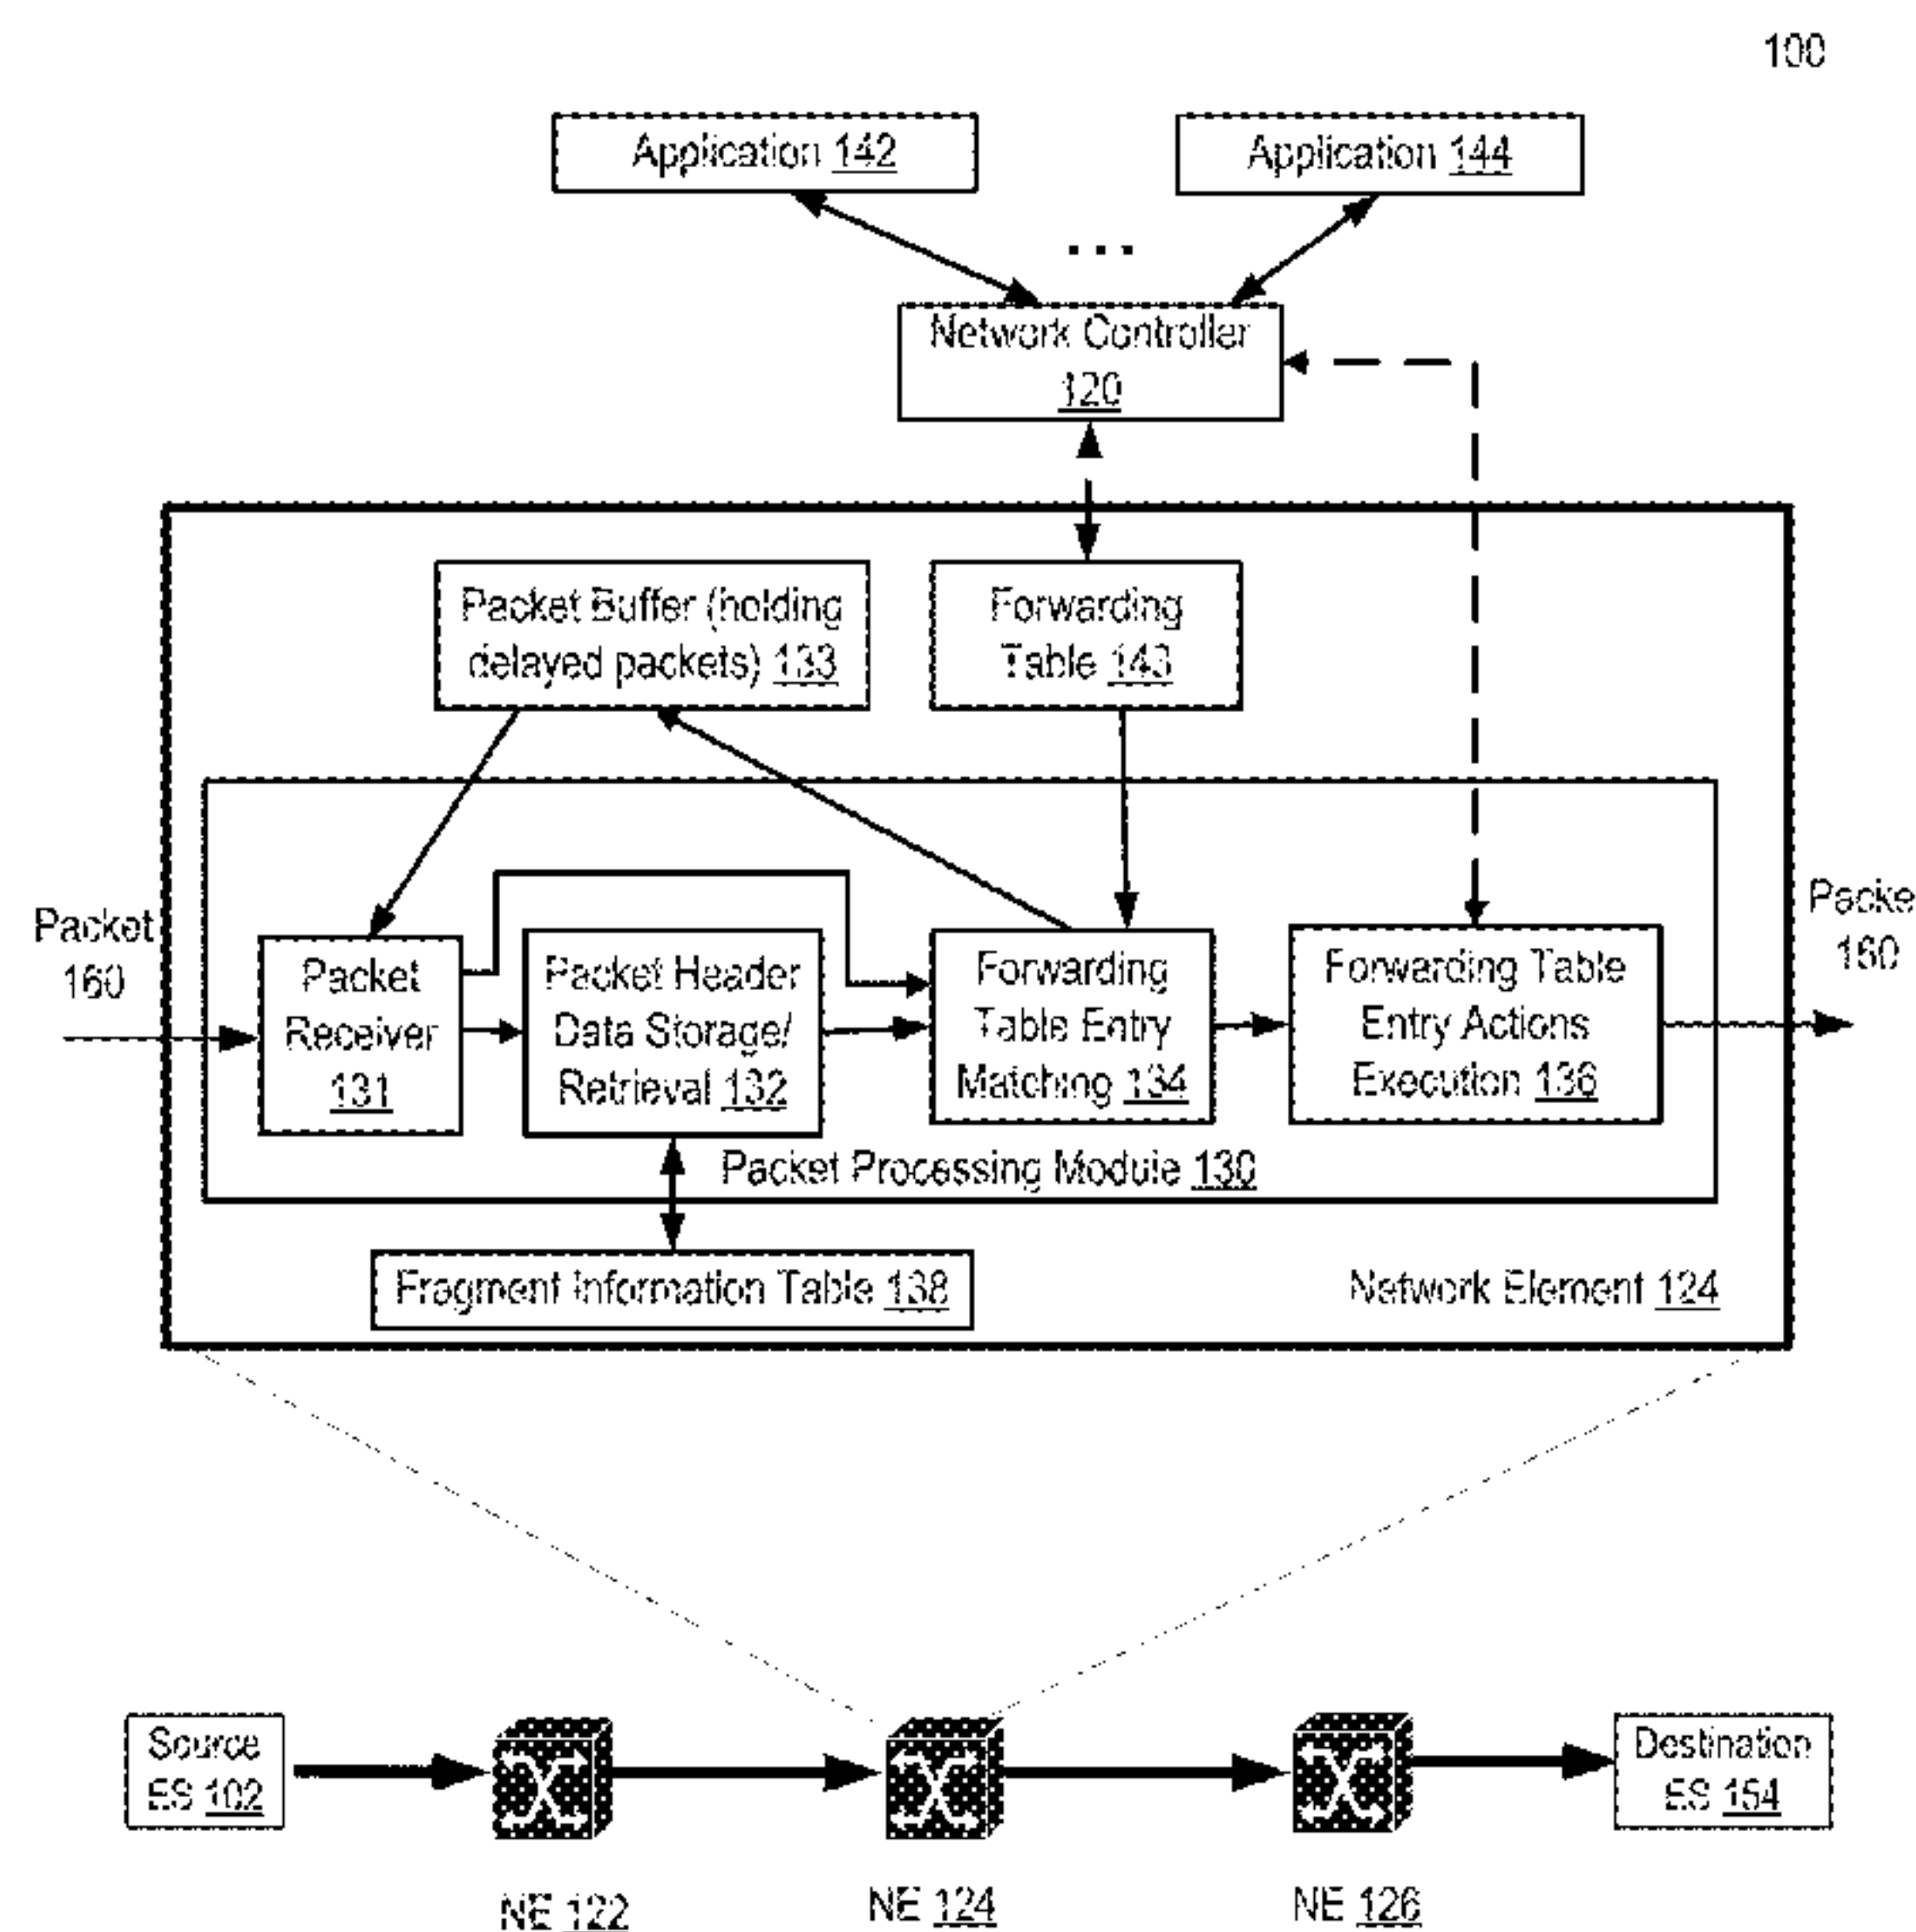 100
Application 142
Application 144
...
Network Controller
120
Packet Buffer (holding
delayed packets) 133
Forwarding
Table 143
Packet
160
Packe
160
Packet
Receiver
131
Packet Header
Data Storage/
Retrieval 132
Forwarding
Table Entry
Matching 134
Forwarding Table
Entry Actions
Execution 136
Packet Processing Module 130
Fragment Information Table 138
Network Element 124
Source
ES 102
Destination
ES 154
NE 122
NE 124
NE 126